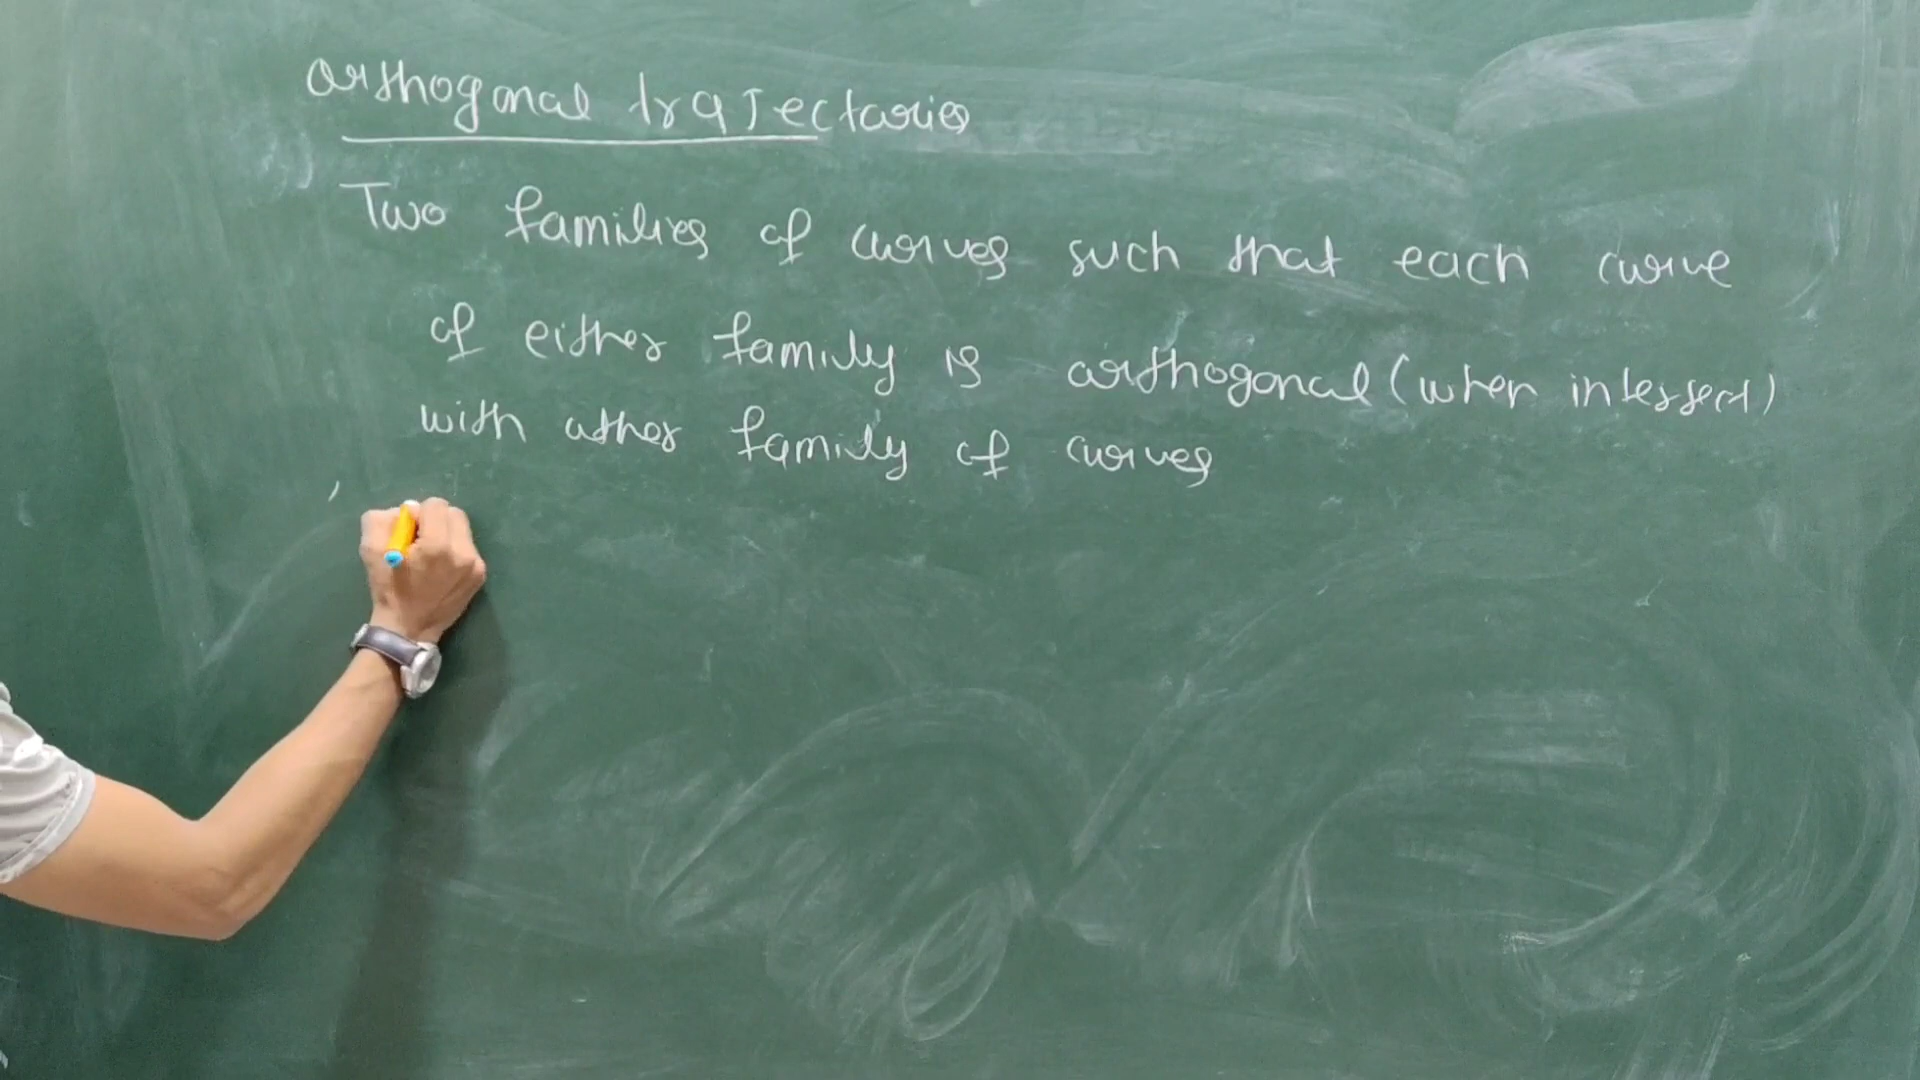 orthogonal trajectories
Two families of curves such that each curve
of either family is orthogonal (when intersect)
with other family of curves